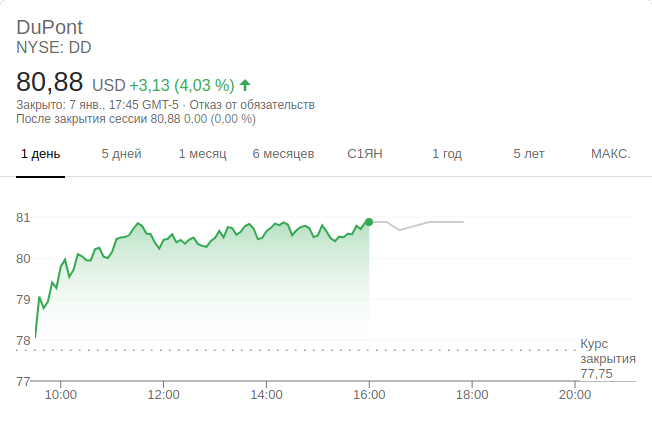 DuPont
NYSE: DD
80,88 USD +3,13 (4,03 %)
Закрыто: 7 янв., 17:45 GMT-5 · Отказ от обязательств
После закрытия сессии 80,88 0,00 (0,00 %)
1 день 5 дней 1 месяц 6 месяцев С1ЯН 1 год 5 лет МАКС.
81
80
79
78
Курс
закрытия
77,75
77
10:00 12:00 14:00 16:00 18:00 20:00